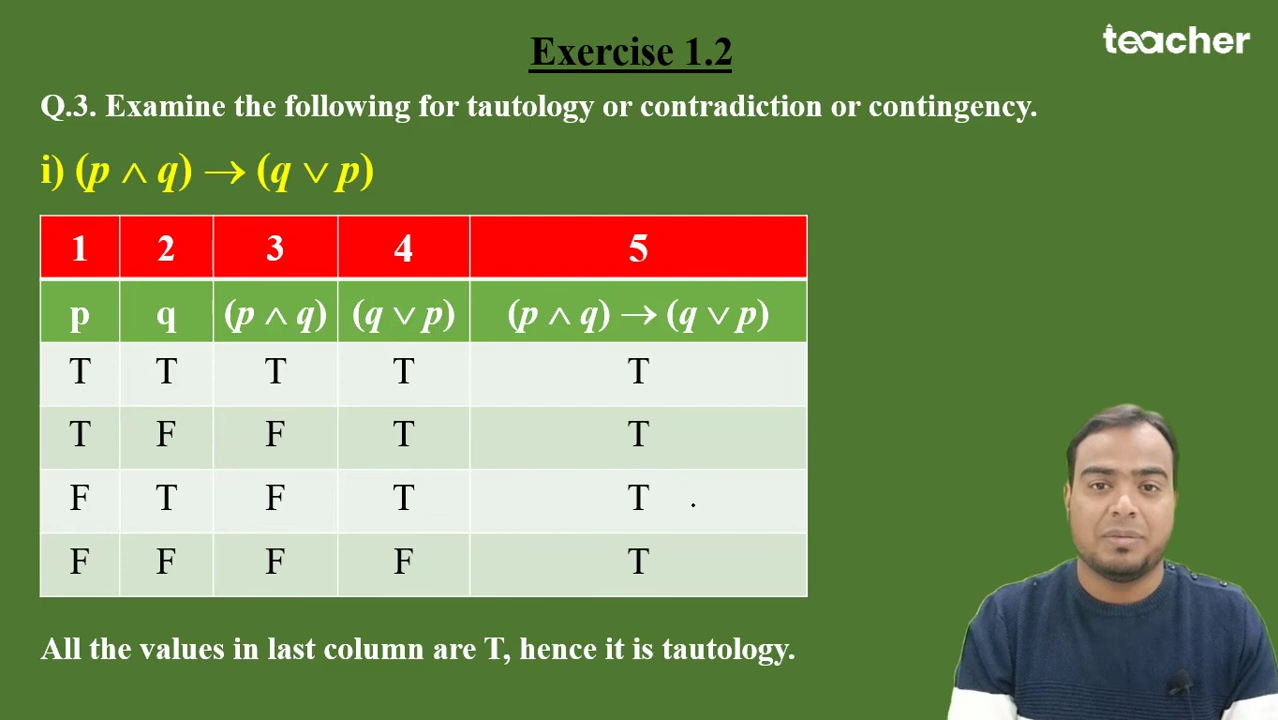 Exercise 1.2
teacher
Q.3. Examine the following for tautology or contradiction or contingency.
i) (p ∧ q) → (q ∨ p)
1 2 3 4 5
p q (p ∧ q) (q ∨ p) (p ∧ q) → (q ∨ p)
T T T T T
T F F T T
F T F T T
F F F F T
All the values in last column are T, hence it is tautology.